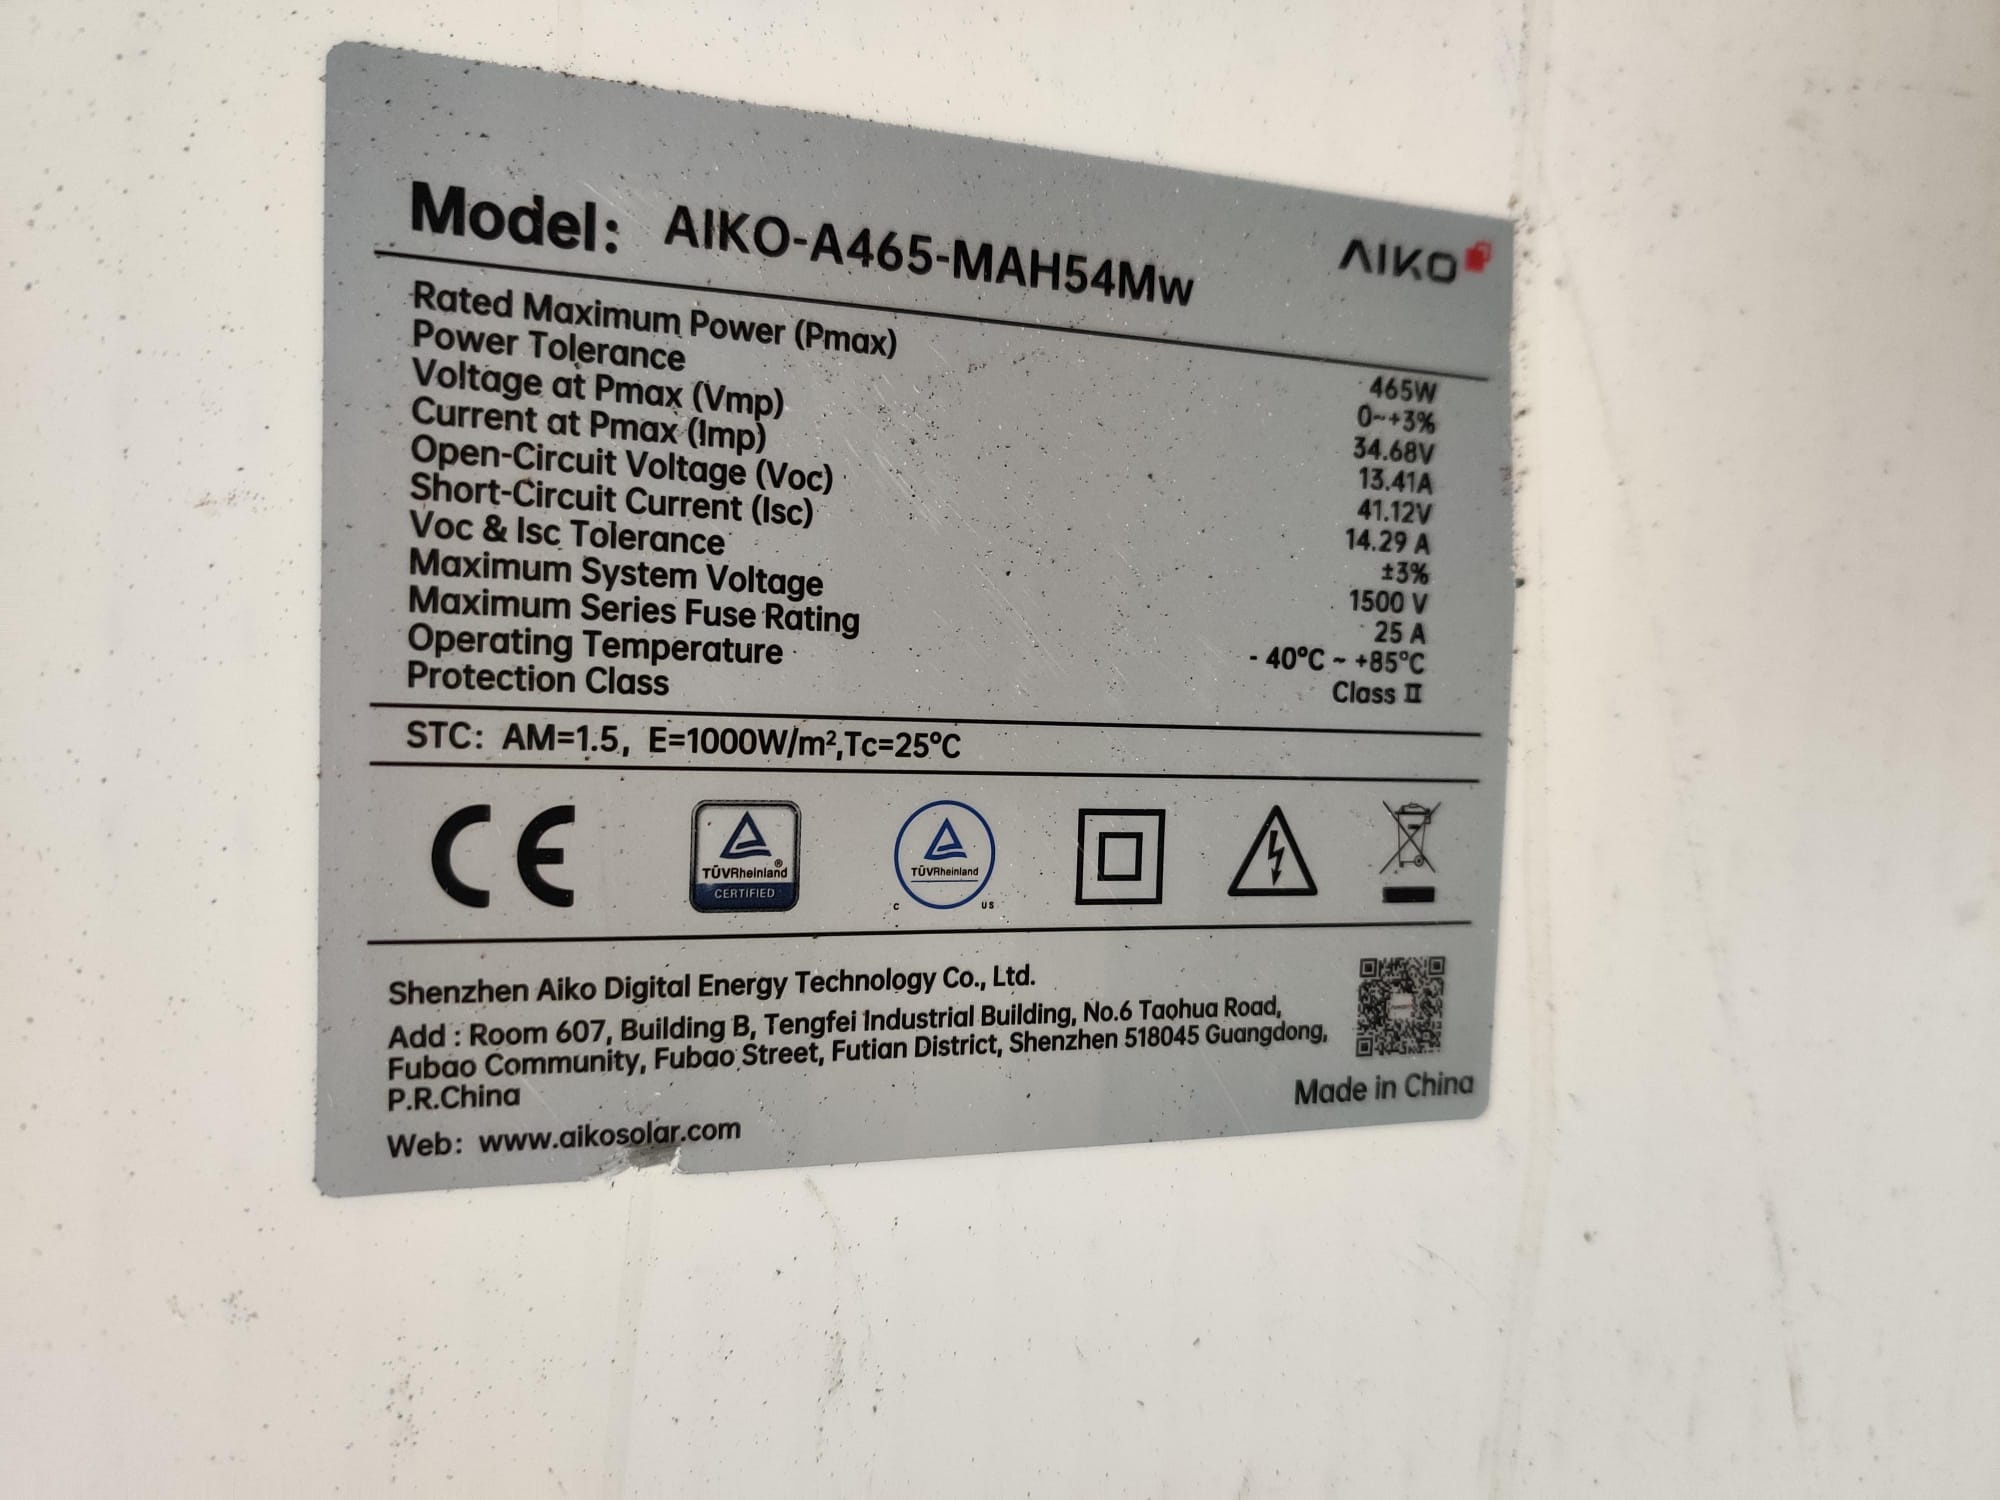 Model: AIKO-A465-MAH54Mw
AIKO
Rated Maximum Power (Pmax) 465W
Power Tolerance 0~+3%
Voltage at Pmax (Vmp) 34.68V
Current at Pmax (Imp) 13.41A
Open-Circuit Voltage (Voc) 41.12V
Short-Circuit Current (Isc) 14.29 A
Voc & Isc Tolerance ±3%
Maximum System Voltage 1500 V
Maximum Series Fuse Rating 25 A
Operating Temperature - 40°C ~ +85°C
Protection Class Class II
STC: AM=1.5, E=1000W/m²,Tc=25°C
CE
TÜVRheinland®
CERTIFIED
TÜVRheinland
C US
Shenzhen Aiko Digital Energy Technology Co., Ltd.
Add : Room 607, Building B, Tengfei Industrial Building, No.6 Taohua Road,
Fubao Community, Fubao Street, Futian District, Shenzhen 518045 Guangdong,
P.R.China
Made in China
Web: www.aikosolar.com